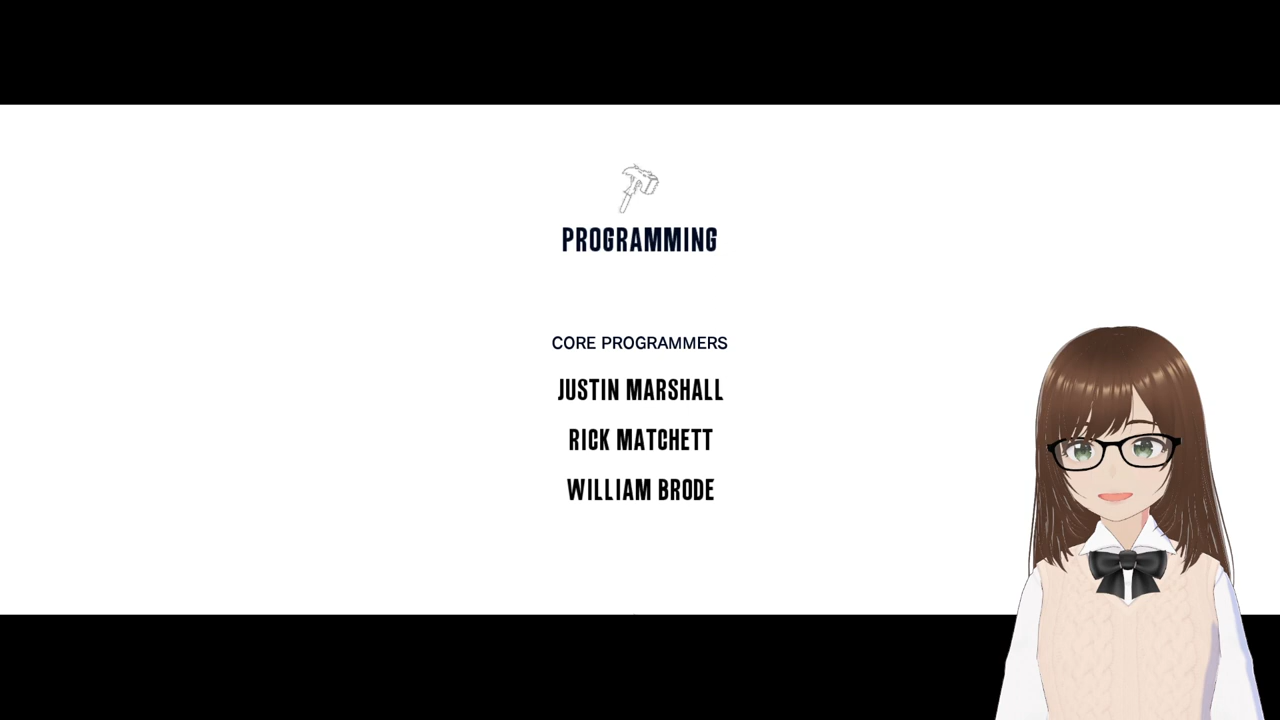 PROGRAMMING
CORE PROGRAMMERS
JUSTIN MARSHALL
RICK MATCHETT
WILLIAM BRODE